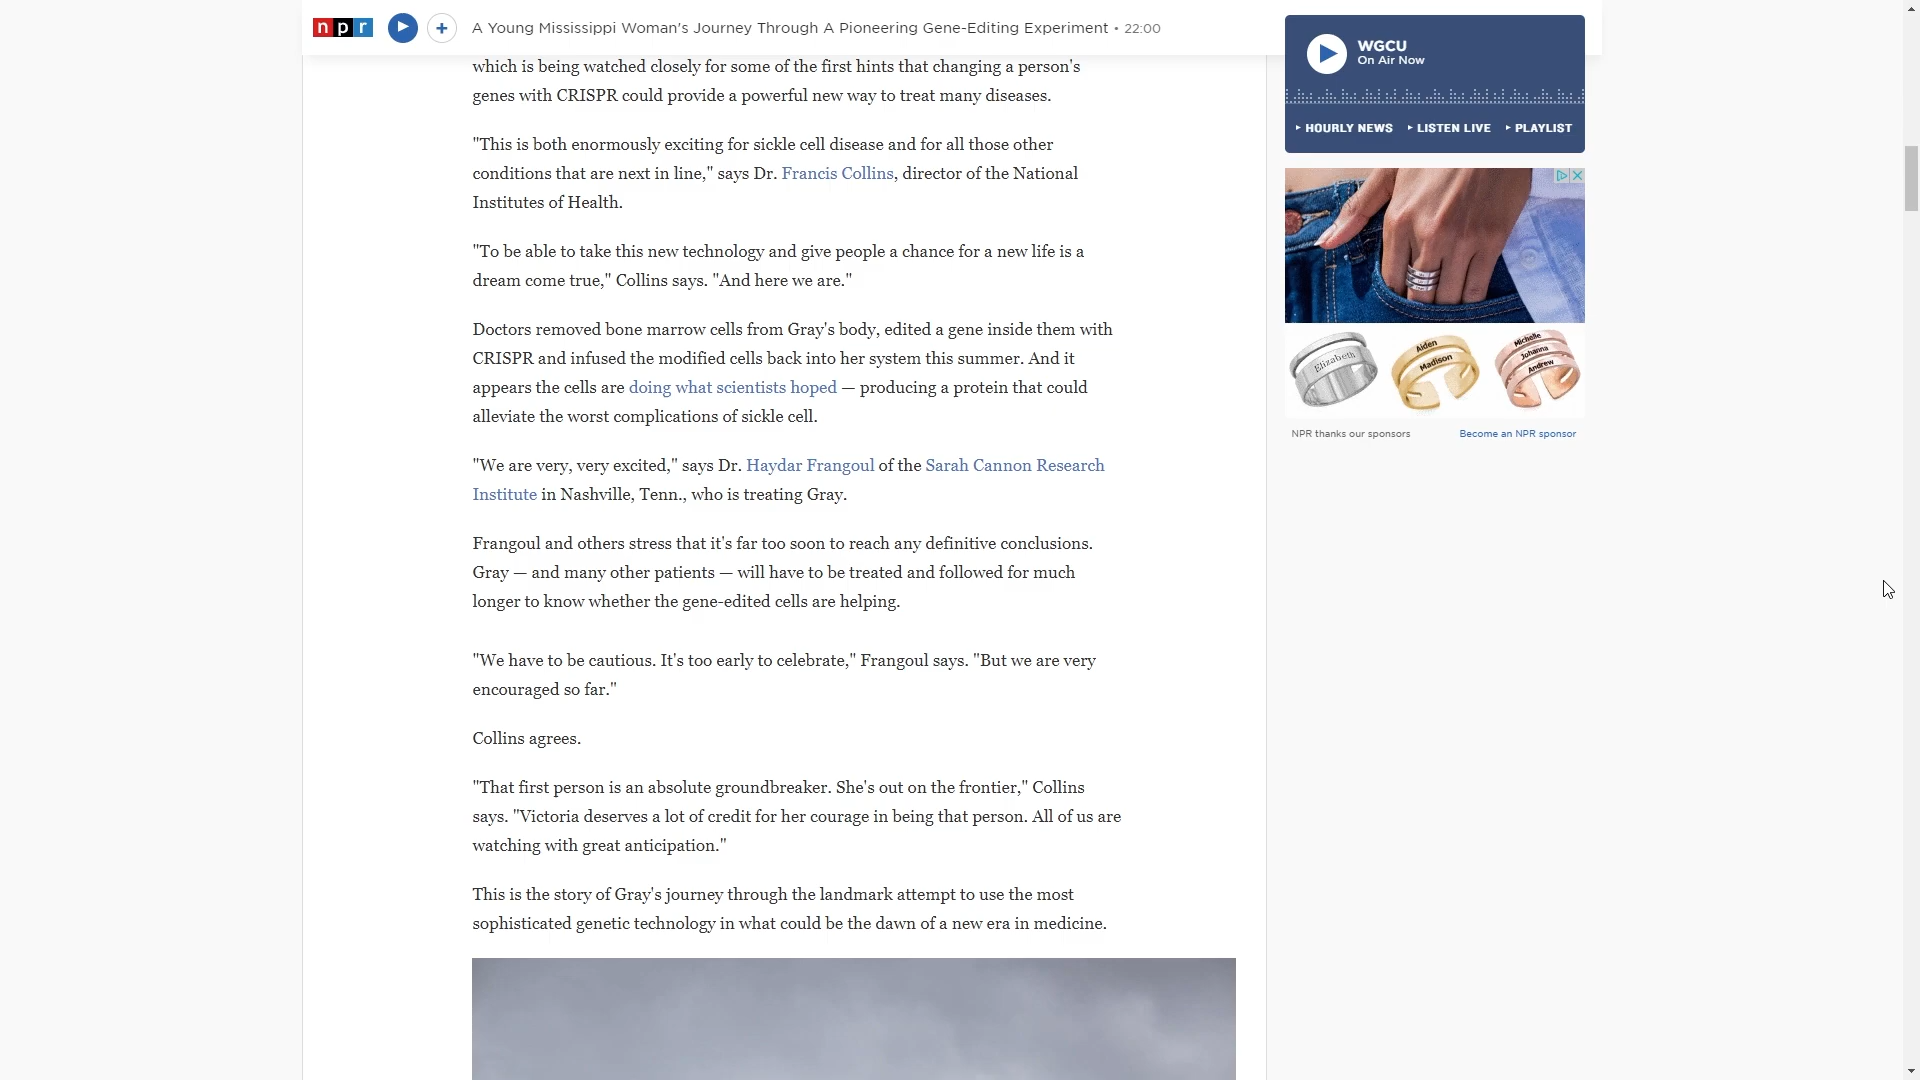 npr
A Young Mississippi Woman's Journey Through A Pioneering Gene-Editing Experiment • 22:00
which is being watched closely for some of the first hints that changing a person's
genes with CRISPR could provide a powerful new way to treat many diseases.
"This is both enormously exciting for sickle cell disease and for all those other
conditions that are next in line," says Dr. Francis Collins, director of the National
Institutes of Health.
"To be able to take this new technology and give people a chance for a new life is a
dream come true," Collins says. "And here we are."
Doctors removed bone marrow cells from Gray's body, edited a gene inside them with
CRISPR and infused the modified cells back into her system this summer. And it
appears the cells are doing what scientists hoped — producing a protein that could
alleviate the worst complications of sickle cell.
"We are very, very excited," says Dr. Haydar Frangoul of the Sarah Cannon Research
Institute in Nashville, Tenn., who is treating Gray.
Frangoul and others stress that it's far too soon to reach any definitive conclusions.
Gray — and many other patients — will have to be treated and followed for much
longer to know whether the gene-edited cells are helping.
"We have to be cautious. It's too early to celebrate," Frangoul says. "But we are very
encouraged so far."
Collins agrees.
"That first person is an absolute groundbreaker. She's out on the frontier," Collins
says. "Victoria deserves a lot of credit for her courage in being that person. All of us are
watching with great anticipation."
This is the story of Gray's journey through the landmark attempt to use the most
sophisticated genetic technology in what could be the dawn of a new era in medicine.
WGCU
On Air Now
HOURLY NEWS
LISTEN LIVE
PLAYLIST
Elizabeth
Aiden
Madison
Michelle
Johanna
Andrew
NPR thanks our sponsors
Become an NPR sponsor